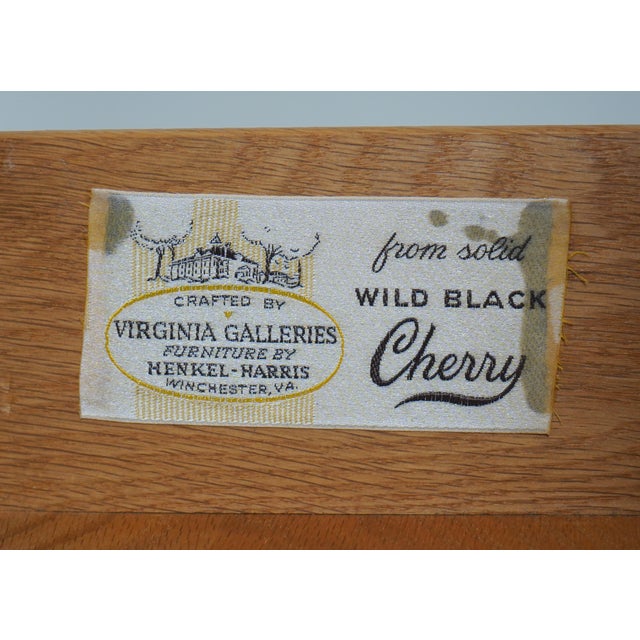 CRAFTED BY
VIRGINIA GALLERIES
FURNITURE BY
HENKEL-HARRIS
WINCHESTER, VA.
from solid
WILD BLACK
Cherry